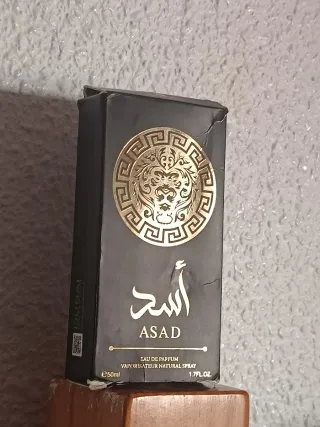 أسد
ASAD
EAU DE PARFUM
VAPORISATEUR NATURAL SPRAY
℮50ml 1.7FL.OZ